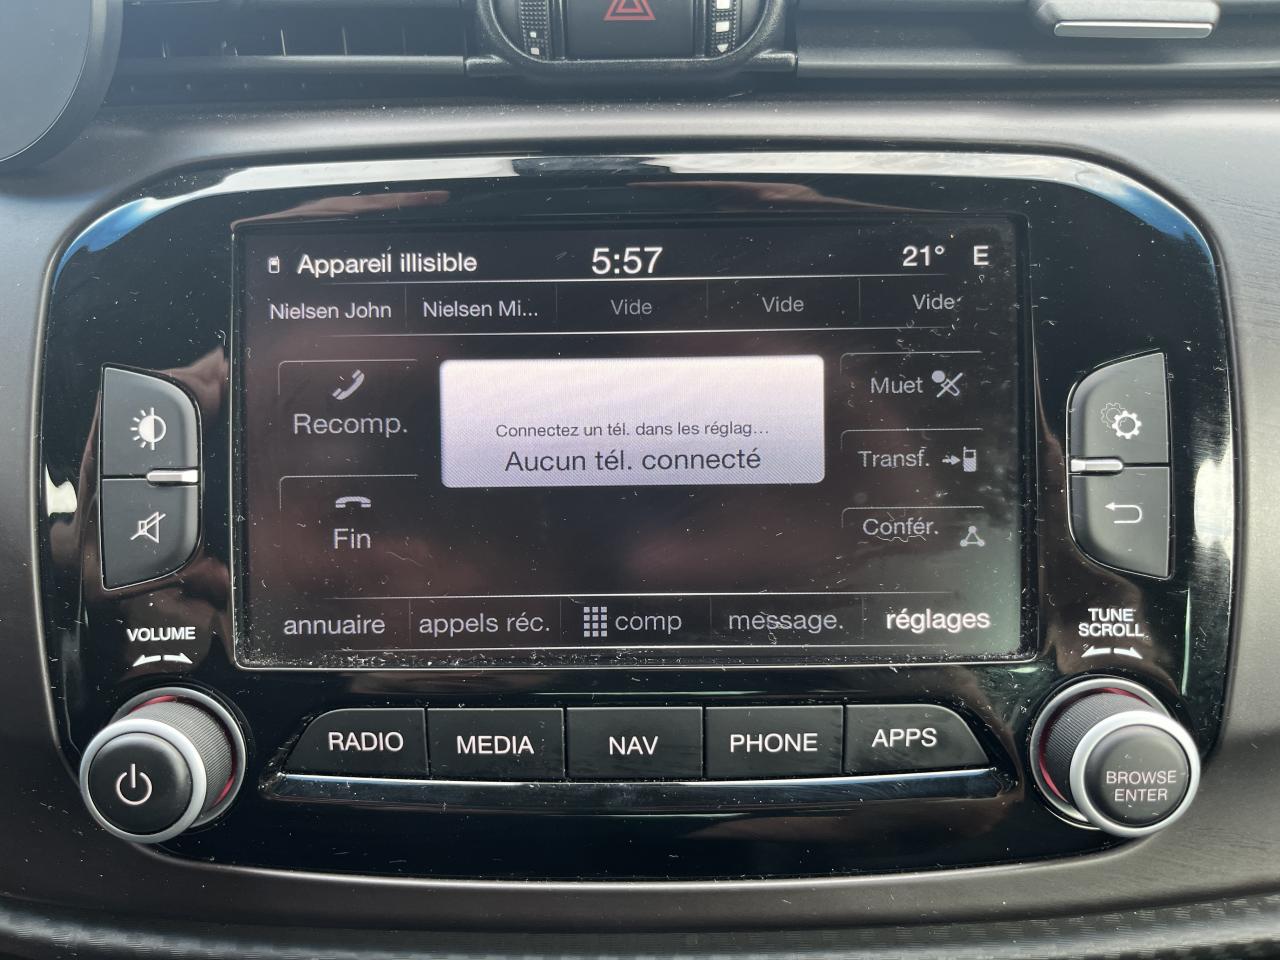 Appareil illisible 5:57 21° E
Nielsen John Nielsen Mi... Vide Vide Vide
Recomp.
Connectez un tél. dans les réglag...
Aucun tél. connecté
Muet
Transf.
Confér.
Fin
annuaire appels réc. comp message. réglages
VOLUME
TUNE
SCROLL
RADIO MEDIA NAV PHONE APPS
BROWSE
ENTER